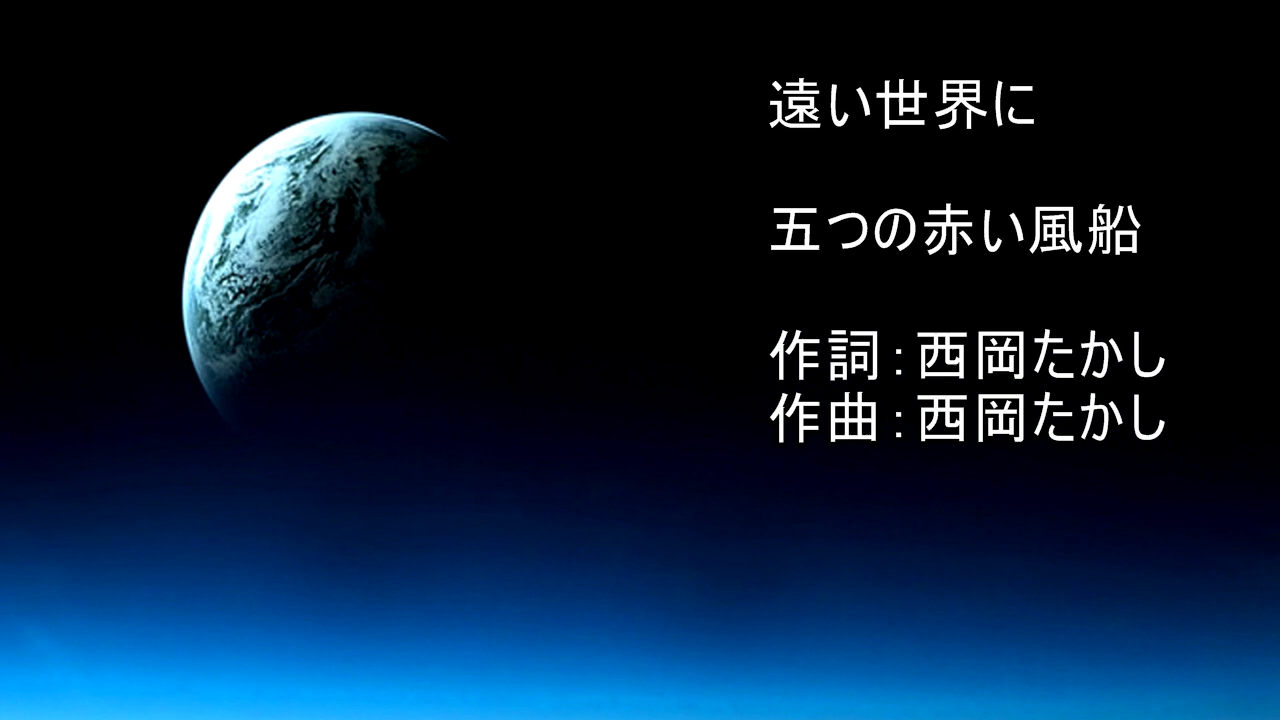 遠い世界に
五つの赤い風船
作詞：西岡たかし
作曲：西岡たかし